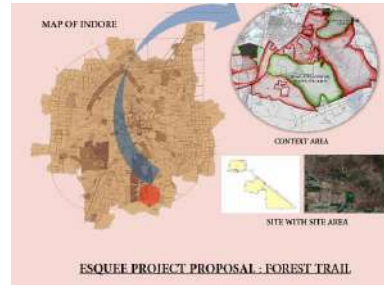 MAP OF INDORE
CONTEXT AREA
SITE WITH SITE AREA
ESQUEE PROJECT PROPOSAL : FOREST TRAIL